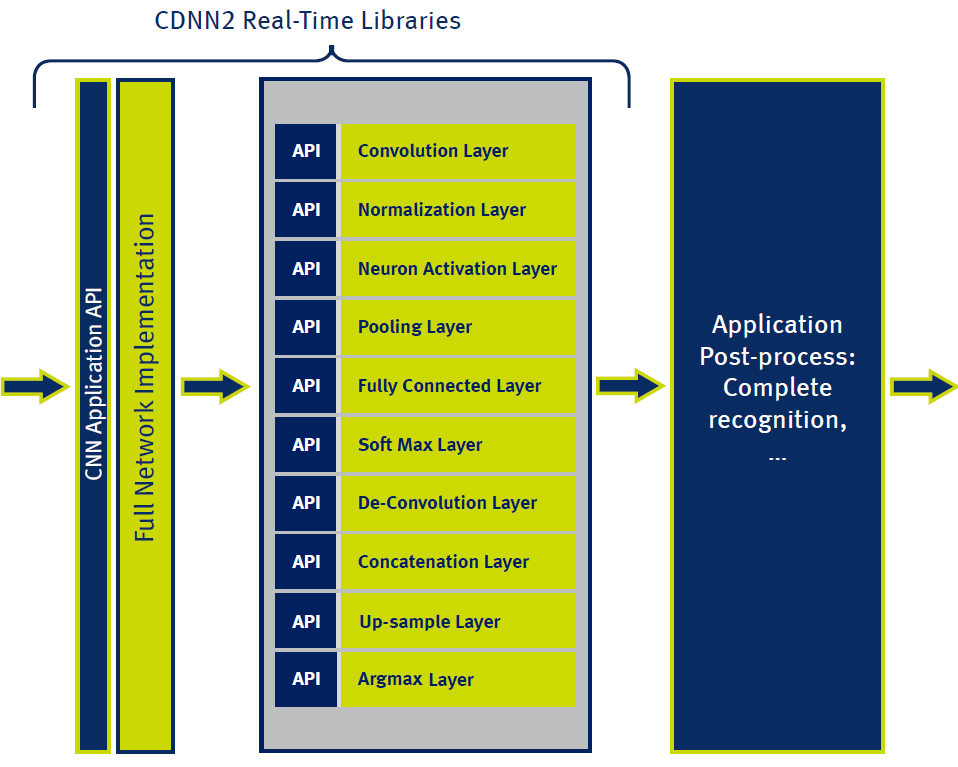 CDNN2 Real-Time Libraries
CNN Application API
Full Network Implementation
API Convolution Layer
API Normalization Layer
API Neuron Activation Layer
API Pooling Layer
API Fully Connected Layer
API Soft Max Layer
API De-Convolution Layer
API Concatenation Layer
API Up-sample Layer
API Argmax Layer
Application
Post-process:
Complete
recognition,
...